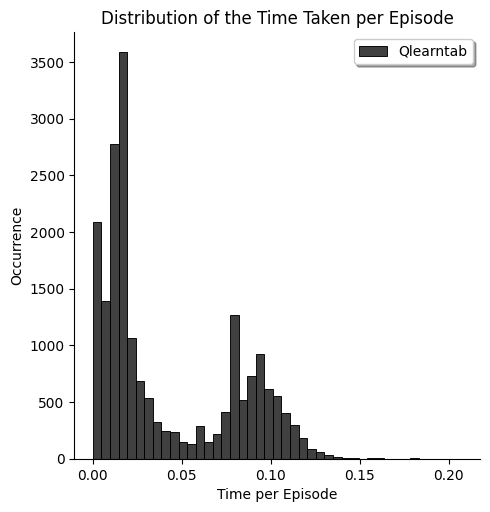 Distribution of the Time Taken per Episode
Qlearntab
Occurrence
3500
3000
2500
2000
1500
1000
500
0
0.00 0.05 0.10 0.15 0.20
Time per Episode